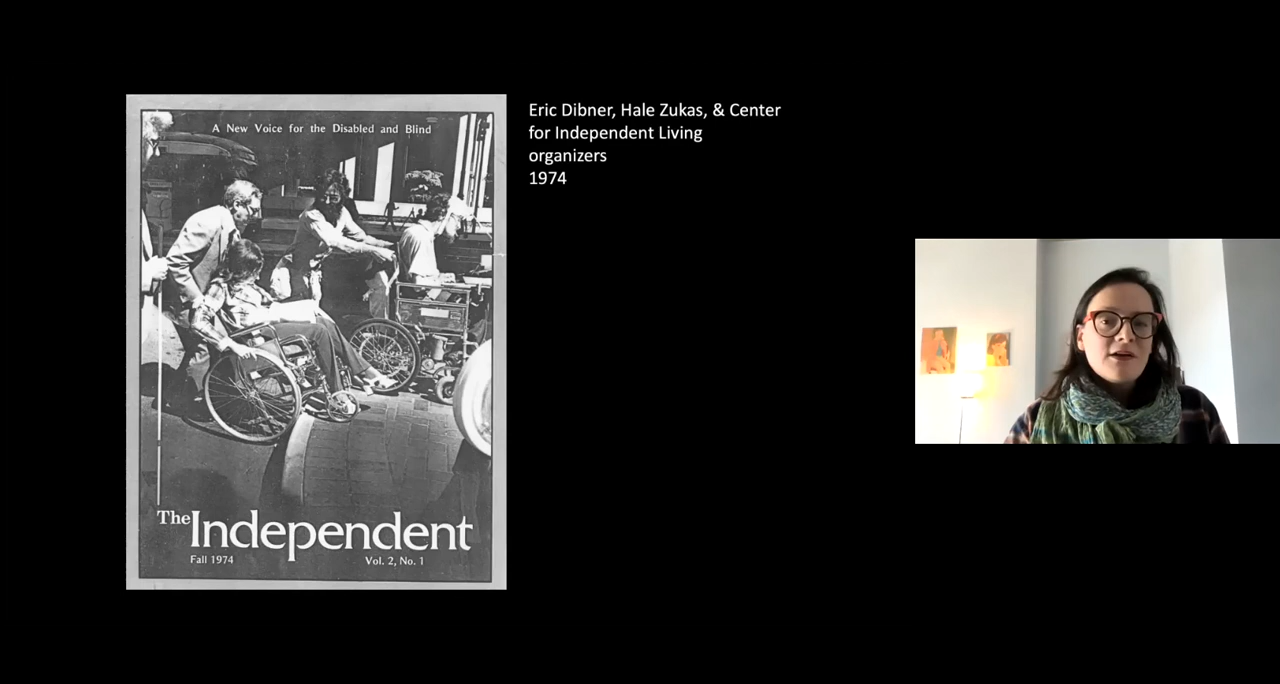 A New Voice for the Disabled and Blind
The Independent
Fall 1974 Vol. 2, No. 1
Eric Dibner, Hale Zukas, & Center
for Independent Living
organizers
1974